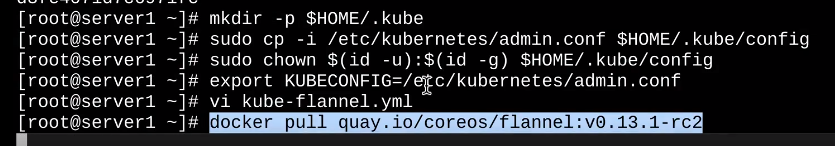 [root@server1 ~]# mkdir -p $HOME/.kube
[root@server1 ~]# sudo cp -i /etc/kubernetes/admin.conf $HOME/.kube/config
[root@server1 ~]# sudo chown $(id -u):$(id -g) $HOME/.kube/config
[root@server1 ~]# export KUBECONFIG=/etc/kubernetes/admin.conf
[root@server1 ~]# vi kube-flannel.yml
[root@server1 ~]# docker pull quay.io/coreos/flannel:v0.13.1-rc2